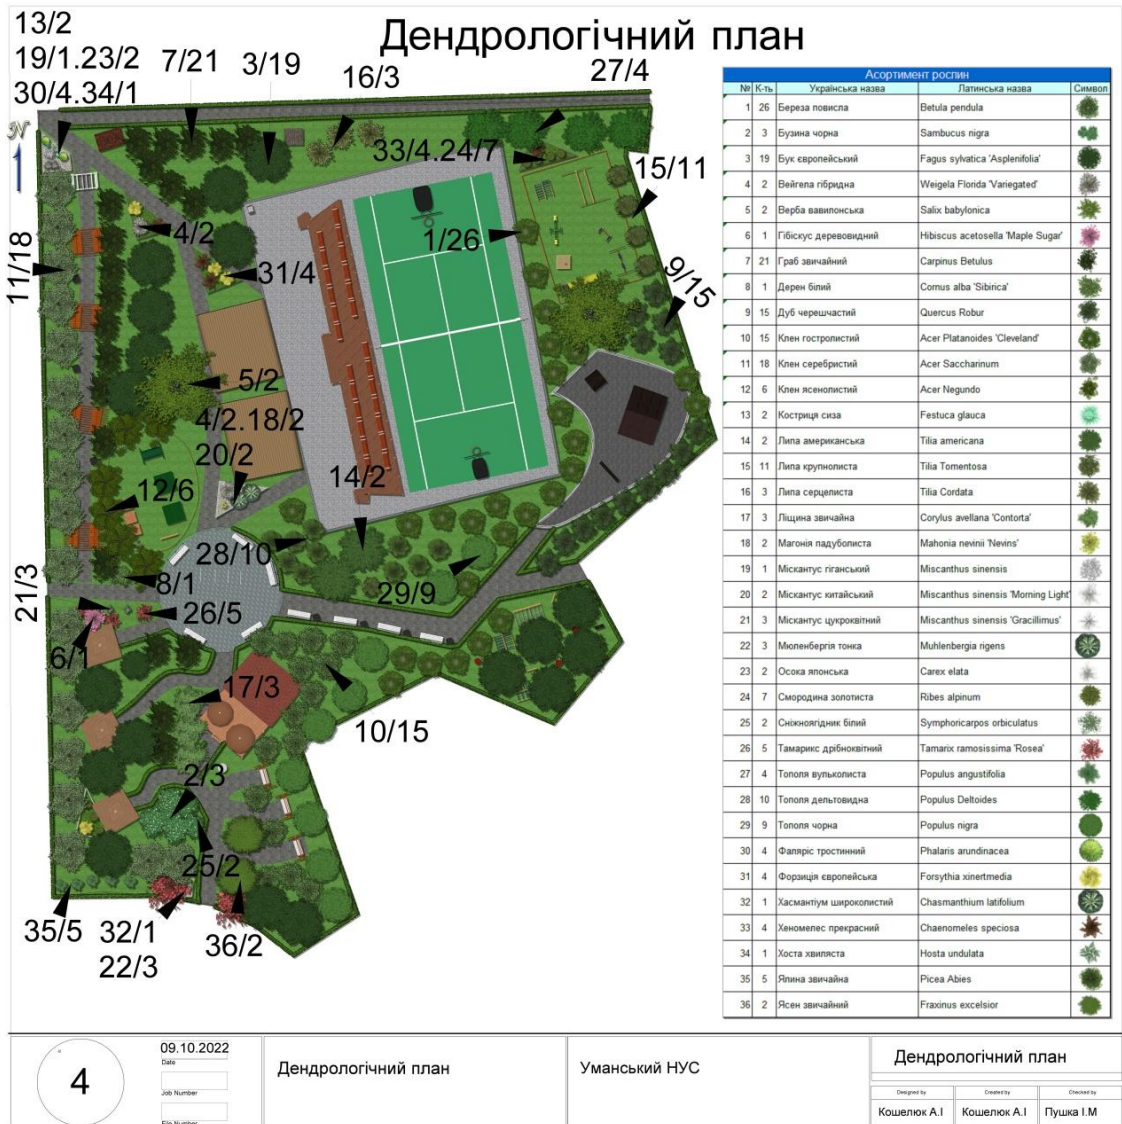 Дендрологічний план
13/2
19/1.23/2
30/4.34/1
7/21
3/19
16/3
27/4
N
33/4.24/7
15/11
4/2
1/26
11/18
31/4
9/15
5/2
4/2.18/2
20/2
14/2
12/6
28/10
8/1
29/9
21/3
26/5
6/1
17/3
10/15
2/3
25/2
35/5
32/1
22/3
36/2
Асортимент рослин
№ К-ть Українська назва Латинська назва Символ
1 26 Береза повисла Betula pendula
2 3 Бузина чорна Sambucus nigra
3 19 Бук європейський Fagus sylvatica 'Asplenifolia'
4 2 Вейгела гібридна Weigela Florida 'Variegated'
5 2 Верба вавилонська Salix babylonica
6 1 Гібіскус деревовидний Hibiscus acetosella 'Maple Sugar'
7 21 Граб звичайний Carpinus Betulus
8 1 Дерен білий Cornus alba 'Sibirica'
9 15 Дуб черешчастий Quercus Robur
10 15 Клен гостролистий Acer Platanoides 'Cleveland'
11 18 Клен серебристий Acer Saccharinum
12 6 Клен ясенолистий Acer Negundo
13 2 Костриця сиза Festuca glauca
14 2 Липа американська Tilia americana
15 11 Липа крупнолиста Tilia Tomentosa
16 3 Липа серцелиста Tilia Cordata
17 3 Ліщина звичайна Corylus avellana 'Contorta'
18 2 Магонія падуболиста Mahonia nevinii 'Nevins'
19 1 Міскантус гіганський Miscanthus sinensis
20 2 Міскантус китайський Miscanthus sinensis 'Morning Light'
21 3 Міскантус цукроквітний Miscanthus sinensis 'Gracillimus'
22 3 Мюленбергія тонка Muhlenbergia rigens
23 2 Осока японська Carex elata
24 7 Смородина золотиста Ribes alpinum
25 2 Сніжноягідник білий Symphoricarpos orbiculatus
26 5 Тамарикс дрібноквітний Tamarix ramosissima 'Rosea'
27 4 Тополя вульколиста Populus angustifolia
28 10 Тополя дельтовидна Populus Deltoides
29 9 Тополя чорна Populus nigra
30 4 Фаляріс тростинний Phalaris arundinacea
31 4 Форзиція європейська Forsythia xinertmedia
32 1 Хасмантіум широколистий Chasmanthium latifolium
33 4 Хеномелес прекрасний Chaenomeles speciosa
34 1 Хоста хвиляста Hosta undulata
35 5 Ялина звичайна Picea Abies
36 2 Ясен звичайний Fraxinus excelsior
4
09.10.2022
Date
Job Number
File Number
Дендрологічний план
Уманський НУС
Дендрологічний план
Designed by
Created by
Checked by
Кошелюк А.І
Кошелюк А.І
Пушка І.М